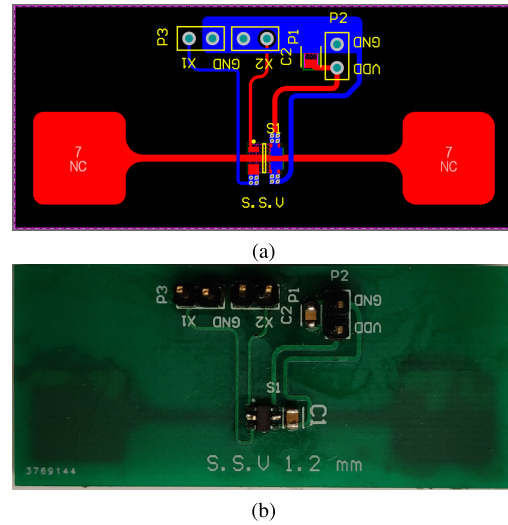 P2
P3
P1
GND
X1
GND
X2
C2
VDD
S1
7
NC
7
NC
S.S.V
(a)
P2
P3
P1
GND
X1
GND
X2
C2
VDD
S1
C1
3769144
S.S.V 1.2 mm
(b)